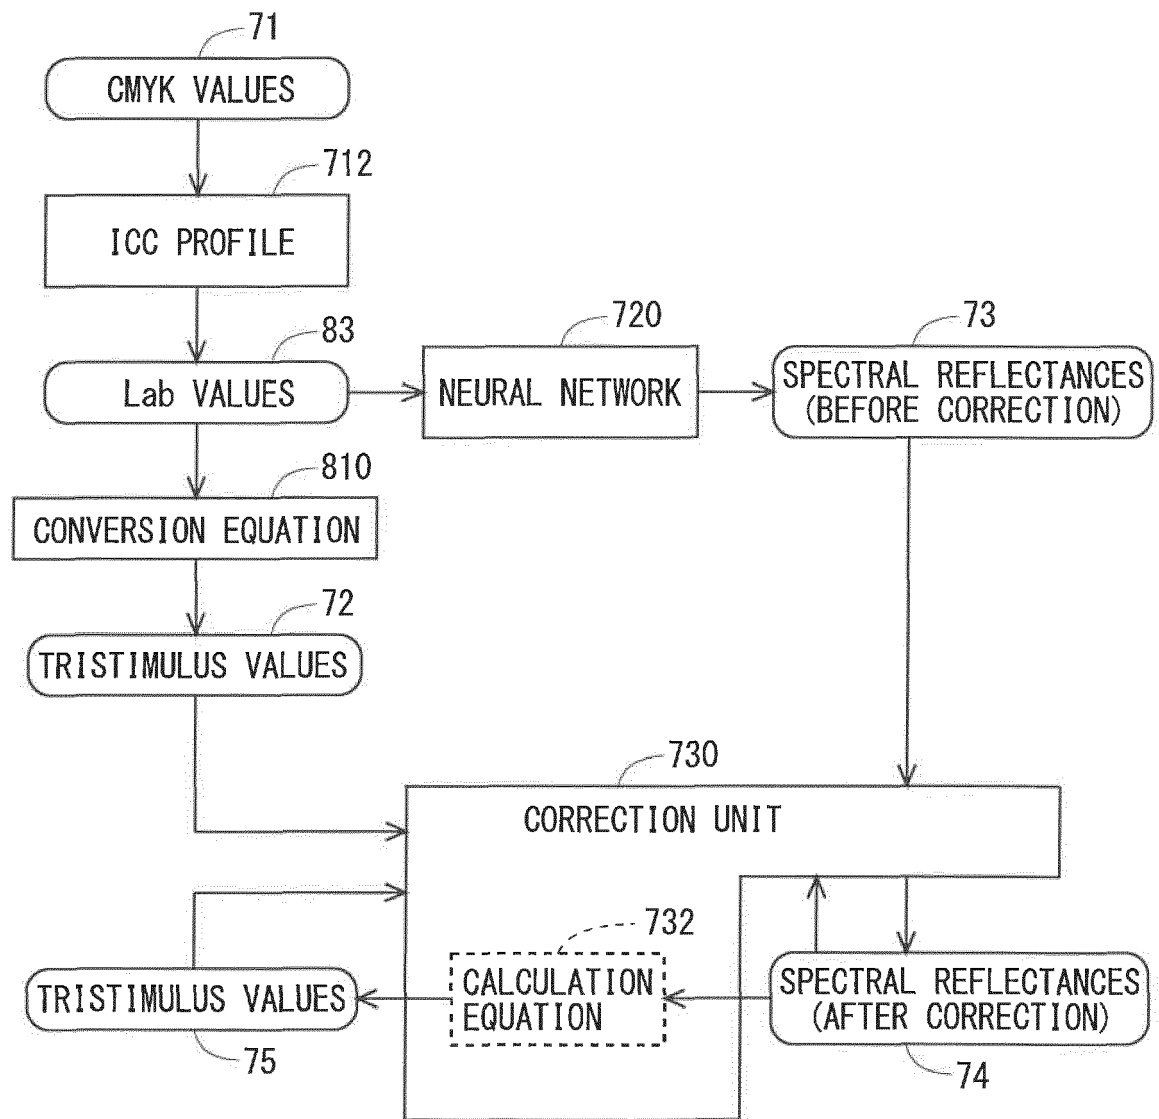 71
CMYK VALUES
712
ICC PROFILE
83
720
73
Lab VALUES
NEURAL NETWORK
SPECTRAL REFLECTANCES
(BEFORE CORRECTION)
810
CONVERSION EQUATION
72
TRISTIMULUS VALUES
730
CORRECTION UNIT
732
TRISTIMULUS VALUES
75
CALCULATION
EQUATION
SPECTRAL REFLECTANCES
(AFTER CORRECTION)
74